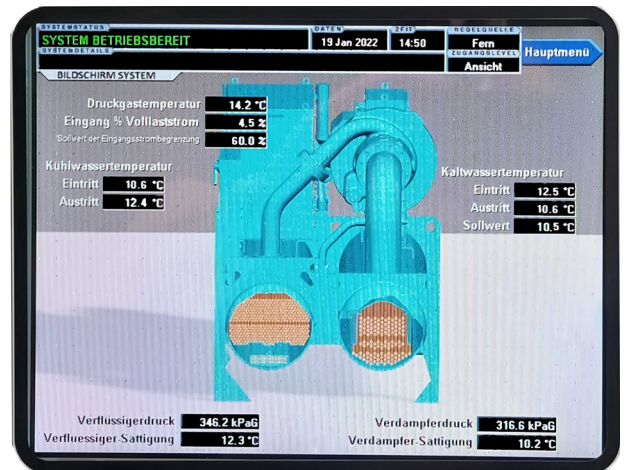 SYSTEMSTATUS
SYSTEM BETRIEBSBEREIT
DATEN
19 Jan 2022
ZEIT
14:50
REGELQUELLE
Fern
SYSTEMDETAILS
ZUGANGSLEVEL
Ansicht
Hauptmenü
BILDSCHIRM SYSTEM
Druckgastemperatur 14.2 °C
Eingang % Volllaststrom 4.5 %
*Sollwert der Eingangsstrombegrenzung 60.0 %
Kühlwassertemperatur
Eintritt 10.6 °C
Austritt 12.4 °C
Kaltwassertemperatur
Eintritt 12.5 °C
Austritt 10.6 °C
Sollwert 10.5 °C
Verflüssigerdruck 346.2 kPaG
Verfluessiger-Sattigung 12.3 °C
Verdampferdruck 316.6 kPaG
Verdampfer-Sattigung 10.2 °C